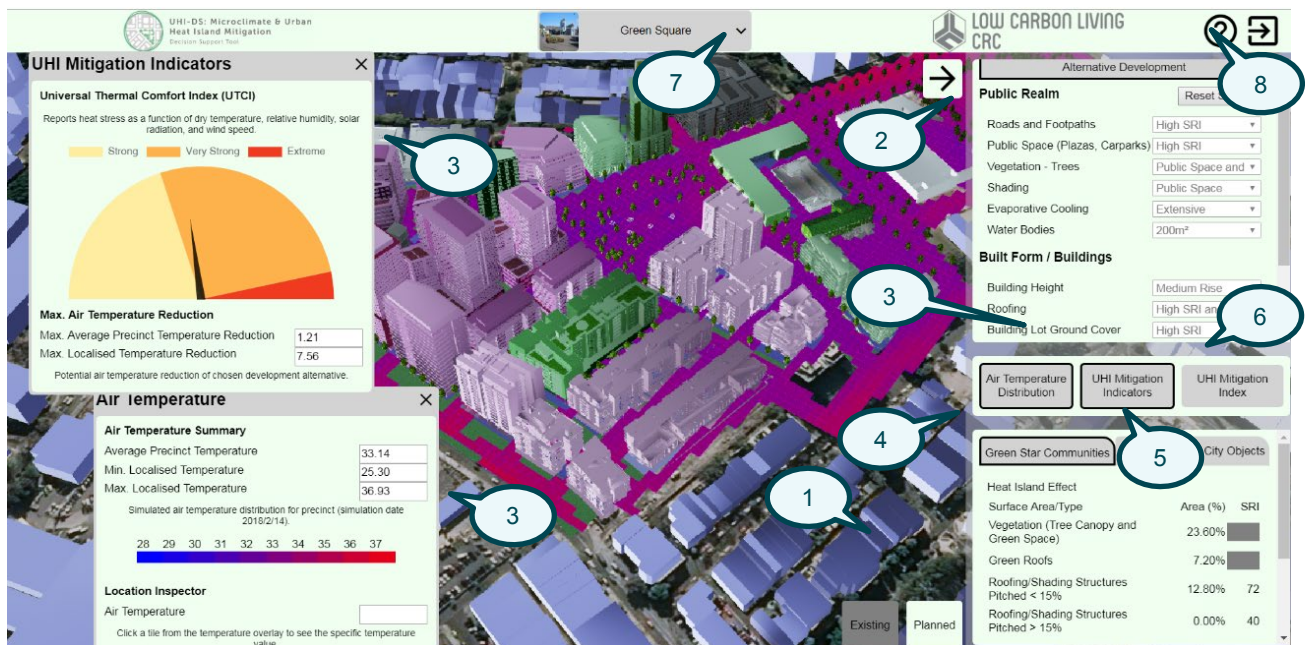 UHI-DS: Microclimate & Urban
Heat Island Mitigation
Decision Support Tool
Green Square
LOW CARBON LIVING
CRC
7
8
UHI Mitigation Indicators
Universal Thermal Comfort Index (UTCI)
Reports heat stress as a function of dry temperature, relative humidity, solar
radiation, and wind speed.
Strong Very Strong Extreme
3
Max. Air Temperature Reduction
Max. Average Precinct Temperature Reduction 1.21
Max. Localised Temperature Reduction 7.56
Potential air temperature reduction of chosen development alternative.
Air Temperature
Air Temperature Summary
Average Precinct Temperature 33.14
Min. Localised Temperature 25.30
Max. Localised Temperature 36.93
Simulated air temperature distribution for precinct (simulation date
2018/2/14).
28 29 30 31 32 33 34 35 36 37
Location Inspector
Air Temperature
Click a tile from the temperature overlay to see the specific temperature
value.
3
2
1
Existing Planned
Alternative Development
Public Realm Reset
Roads and Footpaths High SRI
Public Space (Plazas, Carparks) High SRI
Vegetation - Trees Public Space and
Shading Public Space
Evaporative Cooling Extensive
Water Bodies 200m²
Built Form / Buildings
Building Height Medium Rise
Roofing High SRI an
Building Lot Ground Cover High SRI
3
6
Air Temperature
Distribution
UHI Mitigation
Indicators
UHI Mitigation
Index
4
5
Green Star Communities City Objects
Heat Island Effect
Surface Area/Type Area (%) SRI
Vegetation (Tree Canopy and
Green Space) 23.60%
Green Roofs 7.20%
Roofing/Shading Structures
Pitched < 15% 12.80% 72
Roofing/Shading Structures
Pitched > 15% 0.00% 40